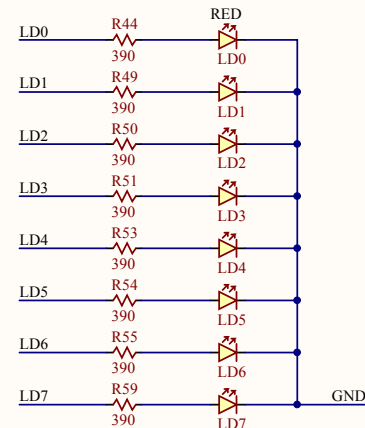 R44 RED
LD0
390 LD0
R49
LD1
390 LD1
R50
LD2
390 LD2
R51
LD3
390 LD3
R53
LD4
390 LD4
R54
LD5
390 LD5
R55
LD6
390 LD6
R59
LD7 GND
390 LD7